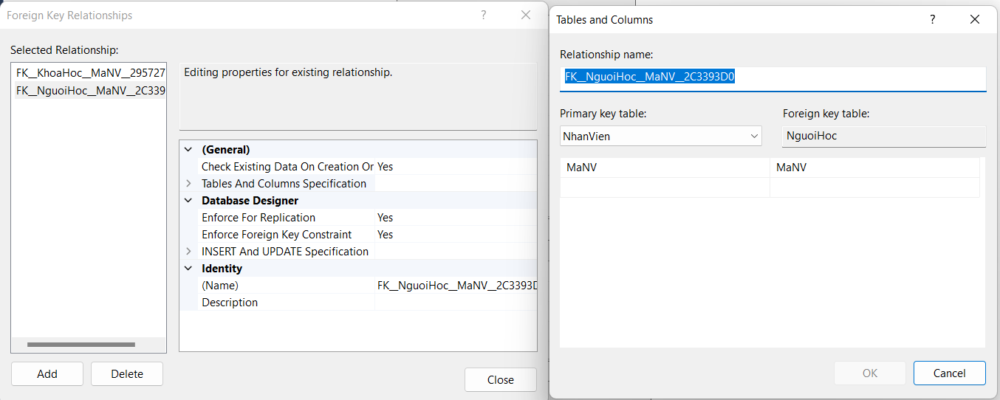 Foreign Key Relationships
?
Selected Relationship:
FK__KhoaHoc__MaNV__295727
FK__NguoiHoc__MaNV__2C339
Add
Delete
Editing properties for existing relationship.
(General)
Check Existing Data On Creation Or Yes
Tables And Columns Specification
Database Designer
Enforce For Replication Yes
Enforce Foreign Key Constraint Yes
INSERT And UPDATE Specification
Identity
(Name) FK__NguoiHoc__MaNV__2C3393D
Description
Close
Tables and Columns
?
Relationship name:
FK__NguoiHoc__MaNV__2C3393D0
Primary key table: Foreign key table:
NhanVien NguoiHoc
MaNV MaNV
OK Cancel